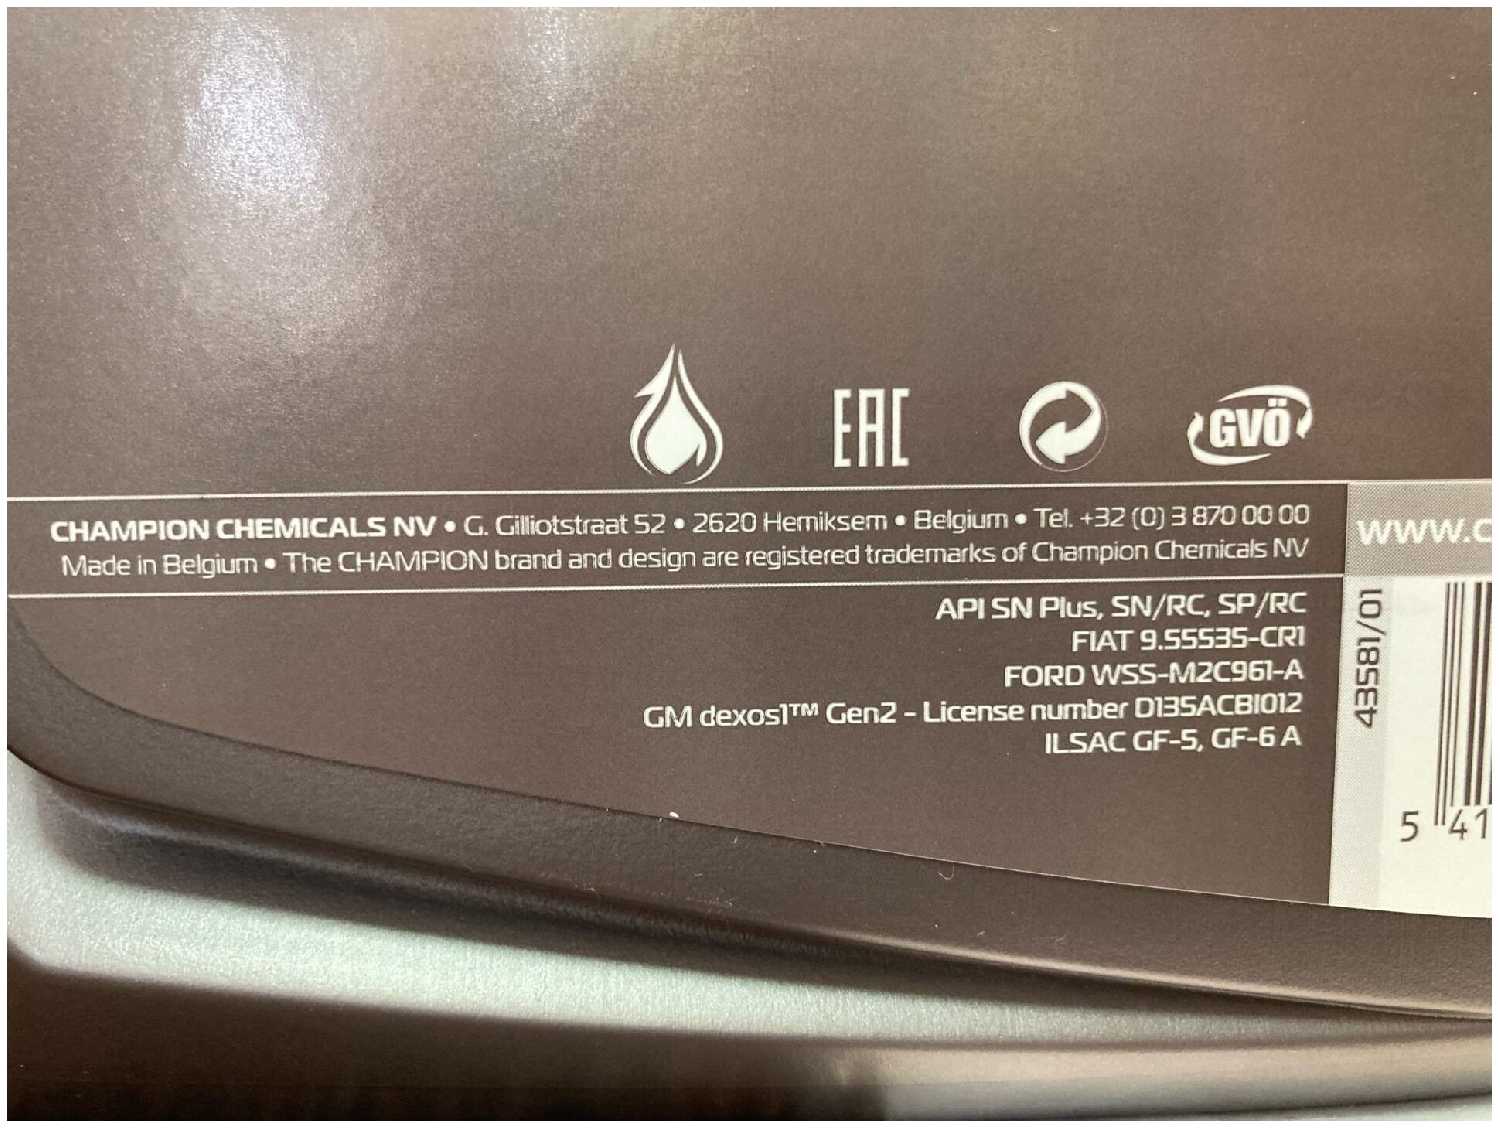 EAC
GVÖ
CHAMPION CHEMICALS NV • G. Gilliotstraat 52 • 2620 Hemiksem • Belgium • Tel. +32 (0) 3 870 00 00
Made in Belgium • The CHAMPION brand and design are registered trademarks of Champion Chemicals NV
www.c
API SN Plus, SN/RC, SP/RC
FIAT 9.55535-CR1
FORD WSS-M2C961-A
GM dexos1™ Gen2 - License number D135ACBI012
ILSAC GF-5, GF-6 A
43581/01
5 41